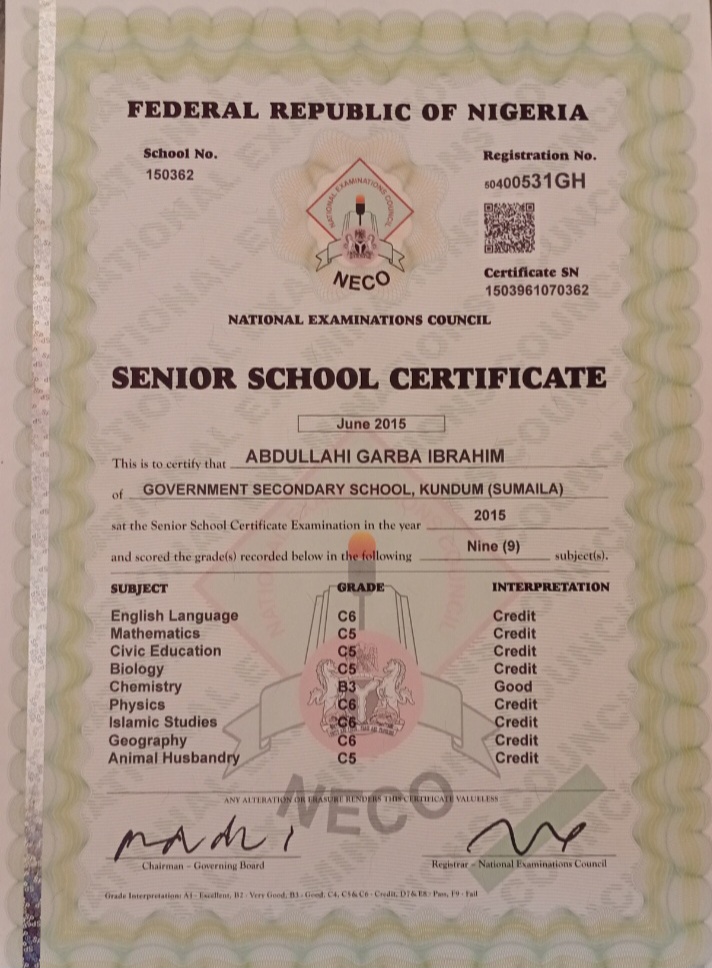 FEDERAL REPUBLIC OF NIGERIA
School No.
150362
Registration No.
50400531GH
NATIONAL EXAMINATIONS COUNCIL
NECO
Certificate SN
1503961070362
NATIONAL EXAMINATIONS COUNCIL
SENIOR SCHOOL CERTIFICATE
June 2015
This is to certify that ABDULLAHI GARBA IBRAHIM
of GOVERNMENT SECONDARY SCHOOL, KUNDUM (SUMAILA)
sat the Senior School Certificate Examination in the year 2015
and scored the grade(s) recorded below in the following Nine (9) subject(s).
SUBJECT GRADE INTERPRETATION
English Language C6 Credit
Mathematics C5 Credit
Civic Education C5 Credit
Biology C5 Credit
Chemistry B3 Good
Physics C6 Credit
Islamic Studies C6 Credit
Geography C6 Credit
Animal Husbandry C5 Credit
NECO
ANY ALTERATION OR ERASURE RENDERS THIS CERTIFICATE VALUELESS
Chairman - Governing Board
Registrar - National Examinations Council
Grade Interpretation: A1 - Excellent, B2 - Very Good, B3 - Good, C4, C5 & C6 - Credit, D7 & E8 - Pass, F9 - Fail